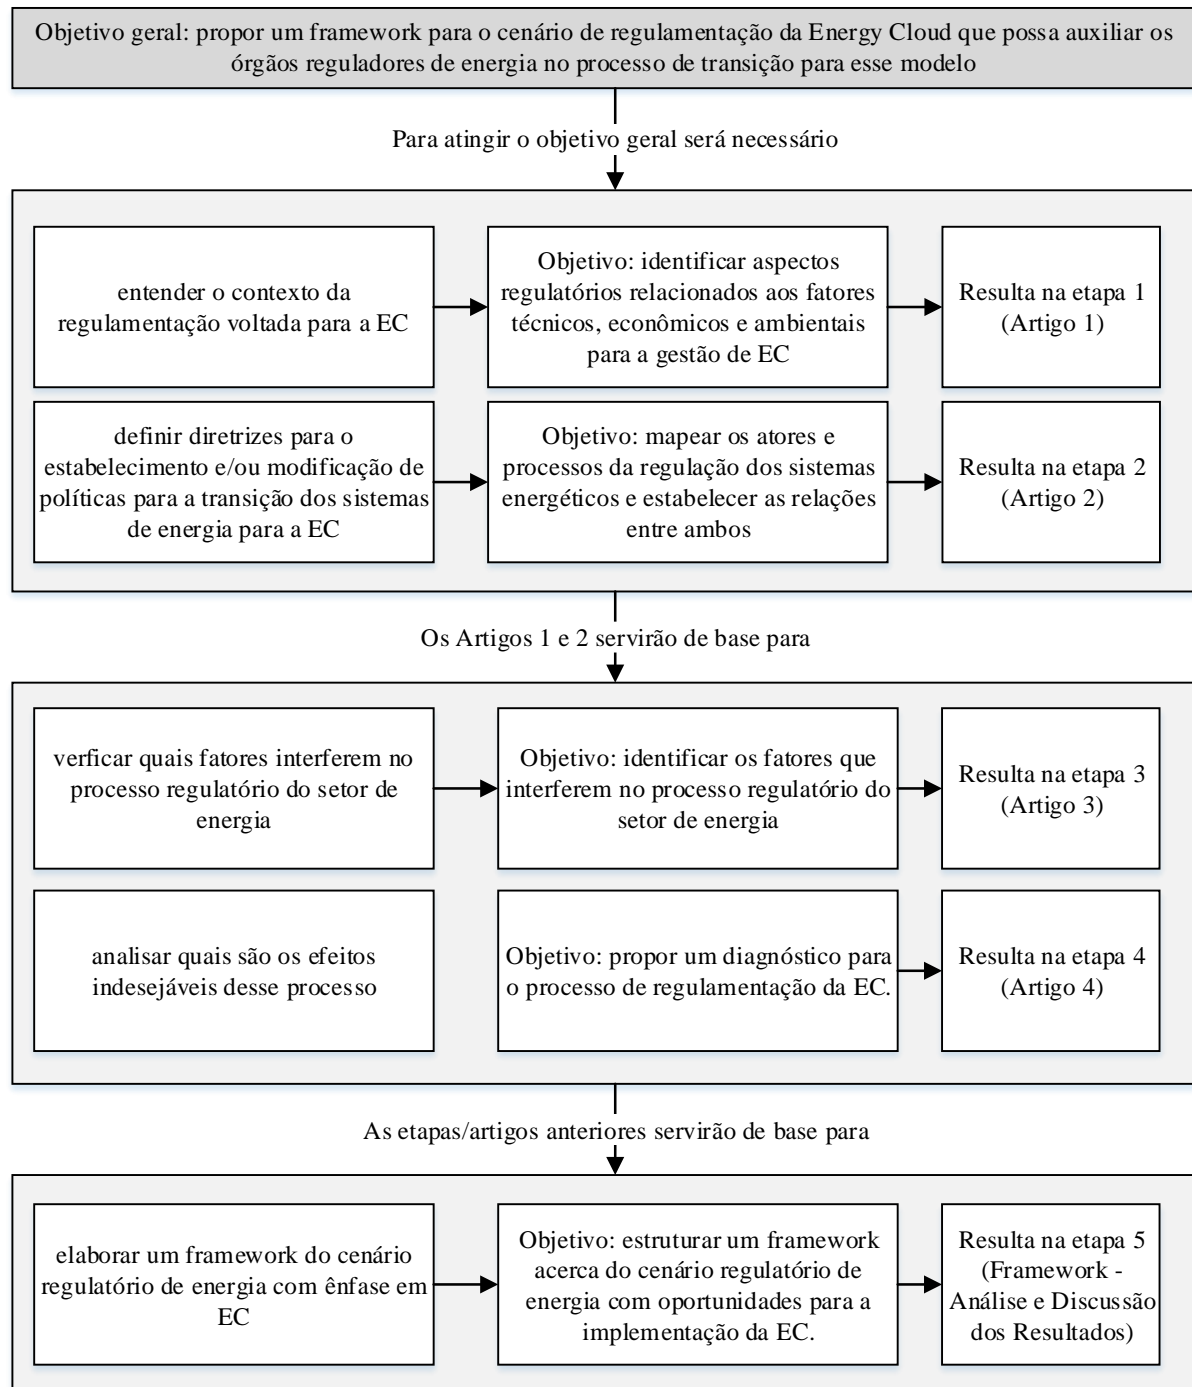 Objetivo geral: propor um framework para o cenário de regulamentação da Energy Cloud que possa auxiliar os
órgãos reguladores de energia no processo de transição para esse modelo
Para atingir o objetivo geral será necessário
entender o contexto da
regulamentação voltada para a EC
Objetivo: identificar aspectos
regulatórios relacionados aos fatores
técnicos, econômicos e ambientais
para a gestão de EC
Resulta na etapa 1
(Artigo 1)
definir diretrizes para o
estabelecimento e/ou modificação de
políticas para a transição dos sistemas
de energia para a EC
Objetivo: mapear os atores e
processos da regulação dos sistemas
energéticos e estabelecer as relações
entre ambos
Resulta na etapa 2
(Artigo 2)
Os Artigos 1 e 2 servirão de base para
verficar quais fatores interferem no
processo regulatório do setor de
energia
Objetivo: identificar os fatores que
interferem no processo regulatório do
setor de energia
Resulta na etapa 3
(Artigo 3)
analisar quais são os efeitos
indesejáveis desse processo
Objetivo: propor um diagnóstico para
o processo de regulamentação da EC.
Resulta na etapa 4
(Artigo 4)
As etapas/artigos anteriores servirão de base para
elaborar um framework do cenário
regulatório de energia com ênfase em
EC
Objetivo: estruturar um framework
acerca do cenário regulatório de
energia com oportunidades para a
implementação da EC.
Resulta na etapa 5
(Framework -
Análise e Discussão
dos Resultados)